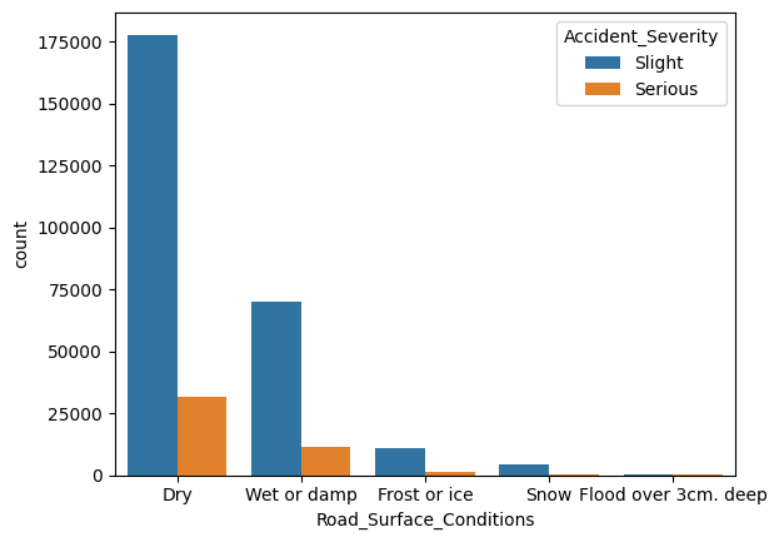 Accident_Severity
Slight
Serious
175000
150000
125000
100000
75000
50000
25000
0
count
Dry
Wet or damp
Frost or ice
Snow
Flood over 3cm. deep
Road_Surface_Conditions